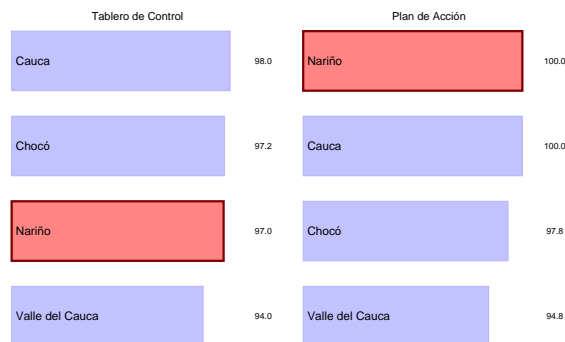 Tablero de Control
Cauca 98.0
Chocó 97.2
Nariño 97.0
Valle del Cauca 94.0
Plan de Acción
Nariño 100.0
Cauca 100.0
Chocó 97.8
Valle del Cauca 94.8